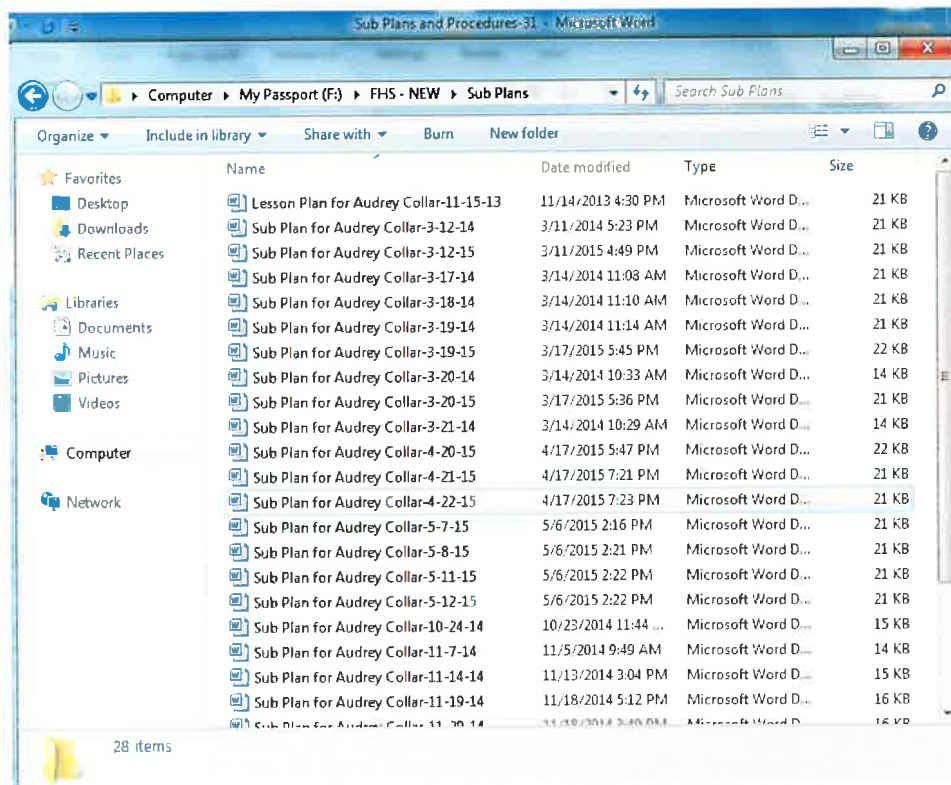 Sub Plans and Procedures-31 - Microsoft Word
Computer ▸ My Passport (F:) ▸ FHS - NEW ▸ Sub Plans Search Sub Plans
Organize Include in library Share with Burn New folder
Name Date modified Type Size
Favorites
Desktop
Downloads
Recent Places
Libraries
Documents
Music
Pictures
Videos
Computer
Network
Lesson Plan for Audrey Collar-11-15-13 11/14/2013 4:30 PM Microsoft Word D... 21 KB
Sub Plan for Audrey Collar-3-12-14 3/11/2014 5:23 PM Microsoft Word D... 21 KB
Sub Plan for Audrey Collar-3-12-15 3/11/2015 4:49 PM Microsoft Word D... 21 KB
Sub Plan for Audrey Collar-3-17-14 3/14/2014 11:08 AM Microsoft Word D... 21 KB
Sub Plan for Audrey Collar-3-18-14 3/14/2014 11:10 AM Microsoft Word D... 21 KB
Sub Plan for Audrey Collar-3-19-14 3/14/2014 11:14 AM Microsoft Word D... 21 KB
Sub Plan for Audrey Collar-3-19-15 3/17/2015 5:45 PM Microsoft Word D... 22 KB
Sub Plan for Audrey Collar-3-20-14 3/14/2014 10:33 AM Microsoft Word D... 14 KB
Sub Plan for Audrey Collar-3-20-15 3/17/2015 5:36 PM Microsoft Word D... 21 KB
Sub Plan for Audrey Collar-3-21-14 3/14/2014 10:29 AM Microsoft Word D... 14 KB
Sub Plan for Audrey Collar-4-20-15 4/17/2015 5:47 PM Microsoft Word D... 22 KB
Sub Plan for Audrey Collar-4-21-15 4/17/2015 7:21 PM Microsoft Word D... 21 KB
Sub Plan for Audrey Collar-4-22-15 4/17/2015 7:23 PM Microsoft Word D... 21 KB
Sub Plan for Audrey Collar-5-7-15 5/6/2015 2:16 PM Microsoft Word D... 21 KB
Sub Plan for Audrey Collar-5-8-15 5/6/2015 2:21 PM Microsoft Word D... 21 KB
Sub Plan for Audrey Collar-5-11-15 5/6/2015 2:22 PM Microsoft Word D... 21 KB
Sub Plan for Audrey Collar-5-12-15 5/6/2015 2:22 PM Microsoft Word D... 21 KB
Sub Plan for Audrey Collar-10-24-14 10/23/2014 11:44 ... Microsoft Word D... 15 KB
Sub Plan for Audrey Collar-11-7-14 11/5/2014 9:49 AM Microsoft Word D... 14 KB
Sub Plan for Audrey Collar-11-14-14 11/13/2014 3:04 PM Microsoft Word D... 15 KB
Sub Plan for Audrey Collar-11-19-14 11/18/2014 5:12 PM Microsoft Word D... 16 KB
Sub Plan for Audrey Collar-11-20-14 Microsoft Word D 16 KB
28 items